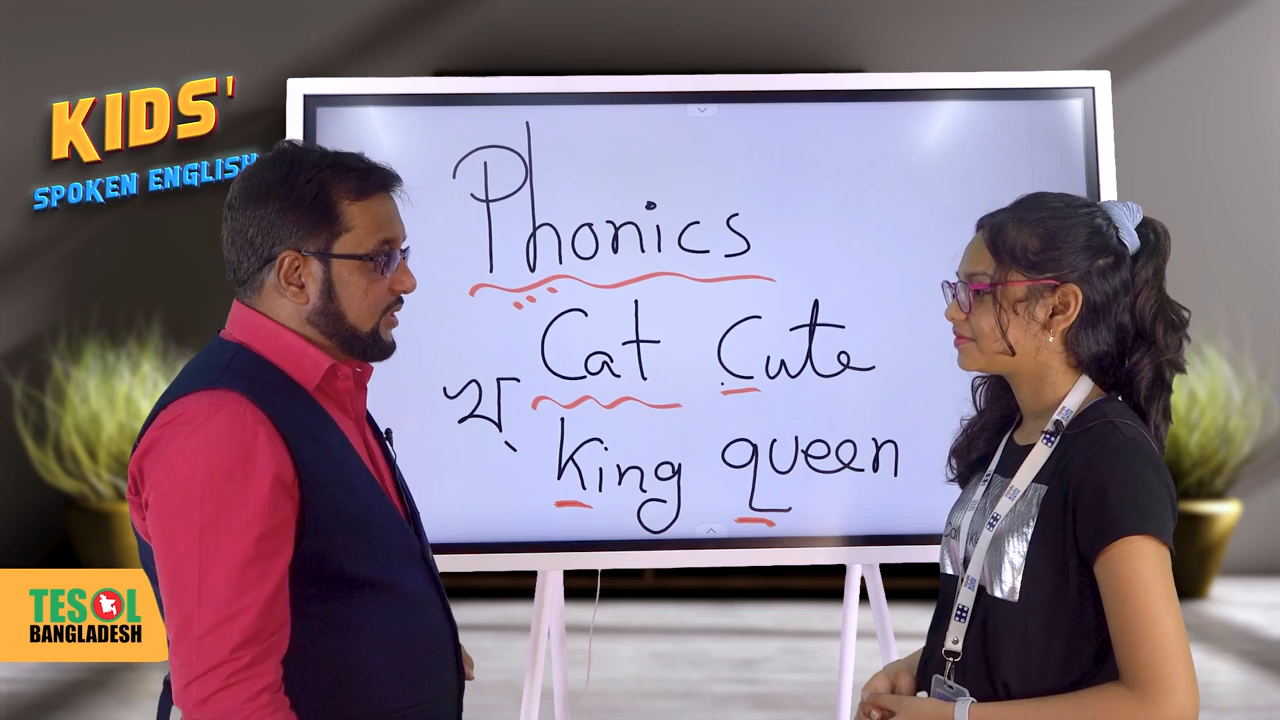 KIDS'
SPOKEN ENGLISH
Phonics
Cat Cute
খ়
King queen
TESOL
BANGLADESH